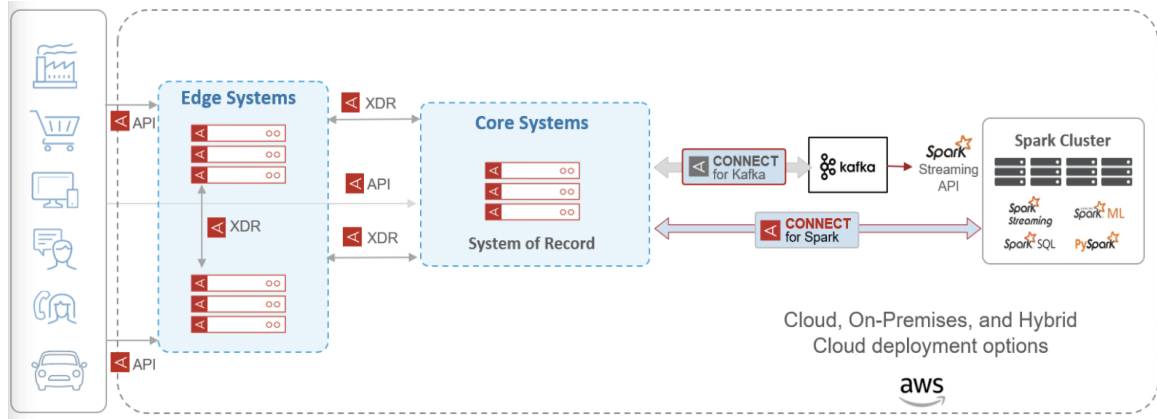 API
API
Edge Systems
XDR
XDR
API
XDR
Core Systems
System of Record
CONNECT
for Kafka
kafka
Spark
Streaming
API
CONNECT
for Spark
Spark Cluster
Spark
Streaming
Spark ML
Spark SQL
PySpark
Cloud, On-Premises, and Hybrid
Cloud deployment options
aws